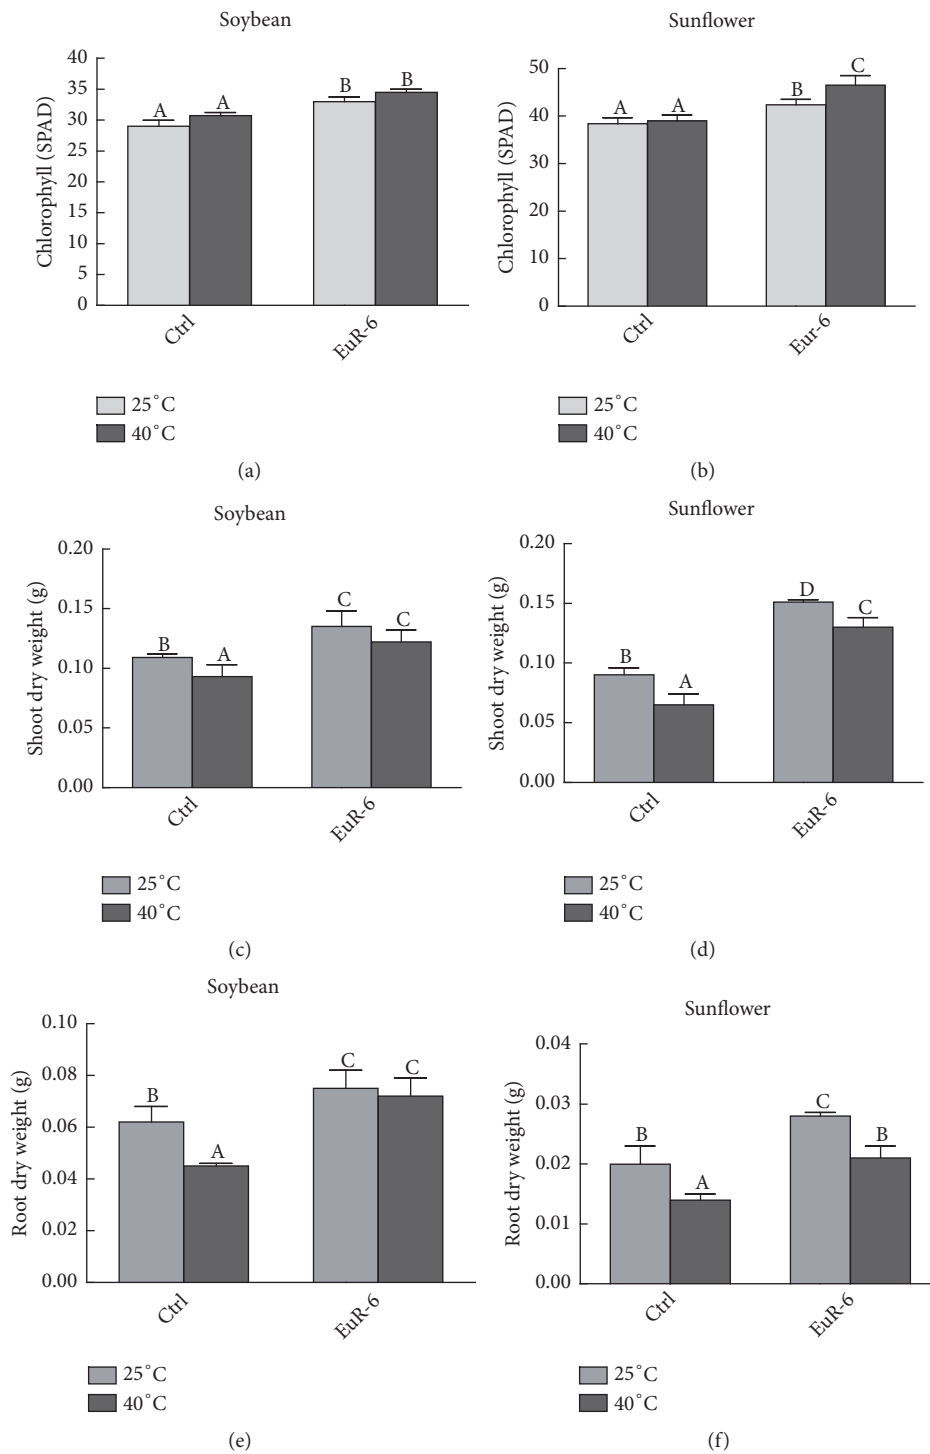 Soybean
40
35
30
25
20
15
10
5
0
Chlorophyll (SPAD)
A
A
B
B
Ctrl
EuR-6
25°C
40°C
(a)
Sunflower
50
40
30
20
10
0
Chlorophyll (SPAD)
A
A
B
C
Ctrl
Eur-6
25°C
40°C
(b)
Soybean
0.20
0.15
0.10
0.05
0.00
Shoot dry weight (g)
B
A
C
C
Ctrl
EuR-6
25°C
40°C
(c)
Sunflower
0.20
0.15
0.10
0.05
0.00
Shoot dry weight (g)
B
A
D
C
Ctrl
EuR-6
25°C
40°C
(d)
Soybean
0.10
0.08
0.06
0.04
0.02
0.00
Root dry weight (g)
B
A
C
C
Ctrl
EuR-6
25°C
40°C
(e)
Sunflower
0.04
0.03
0.02
0.01
0.00
Root dry weight (g)
B
A
C
B
Ctrl
EuR-6
25°C
40°C
(f)